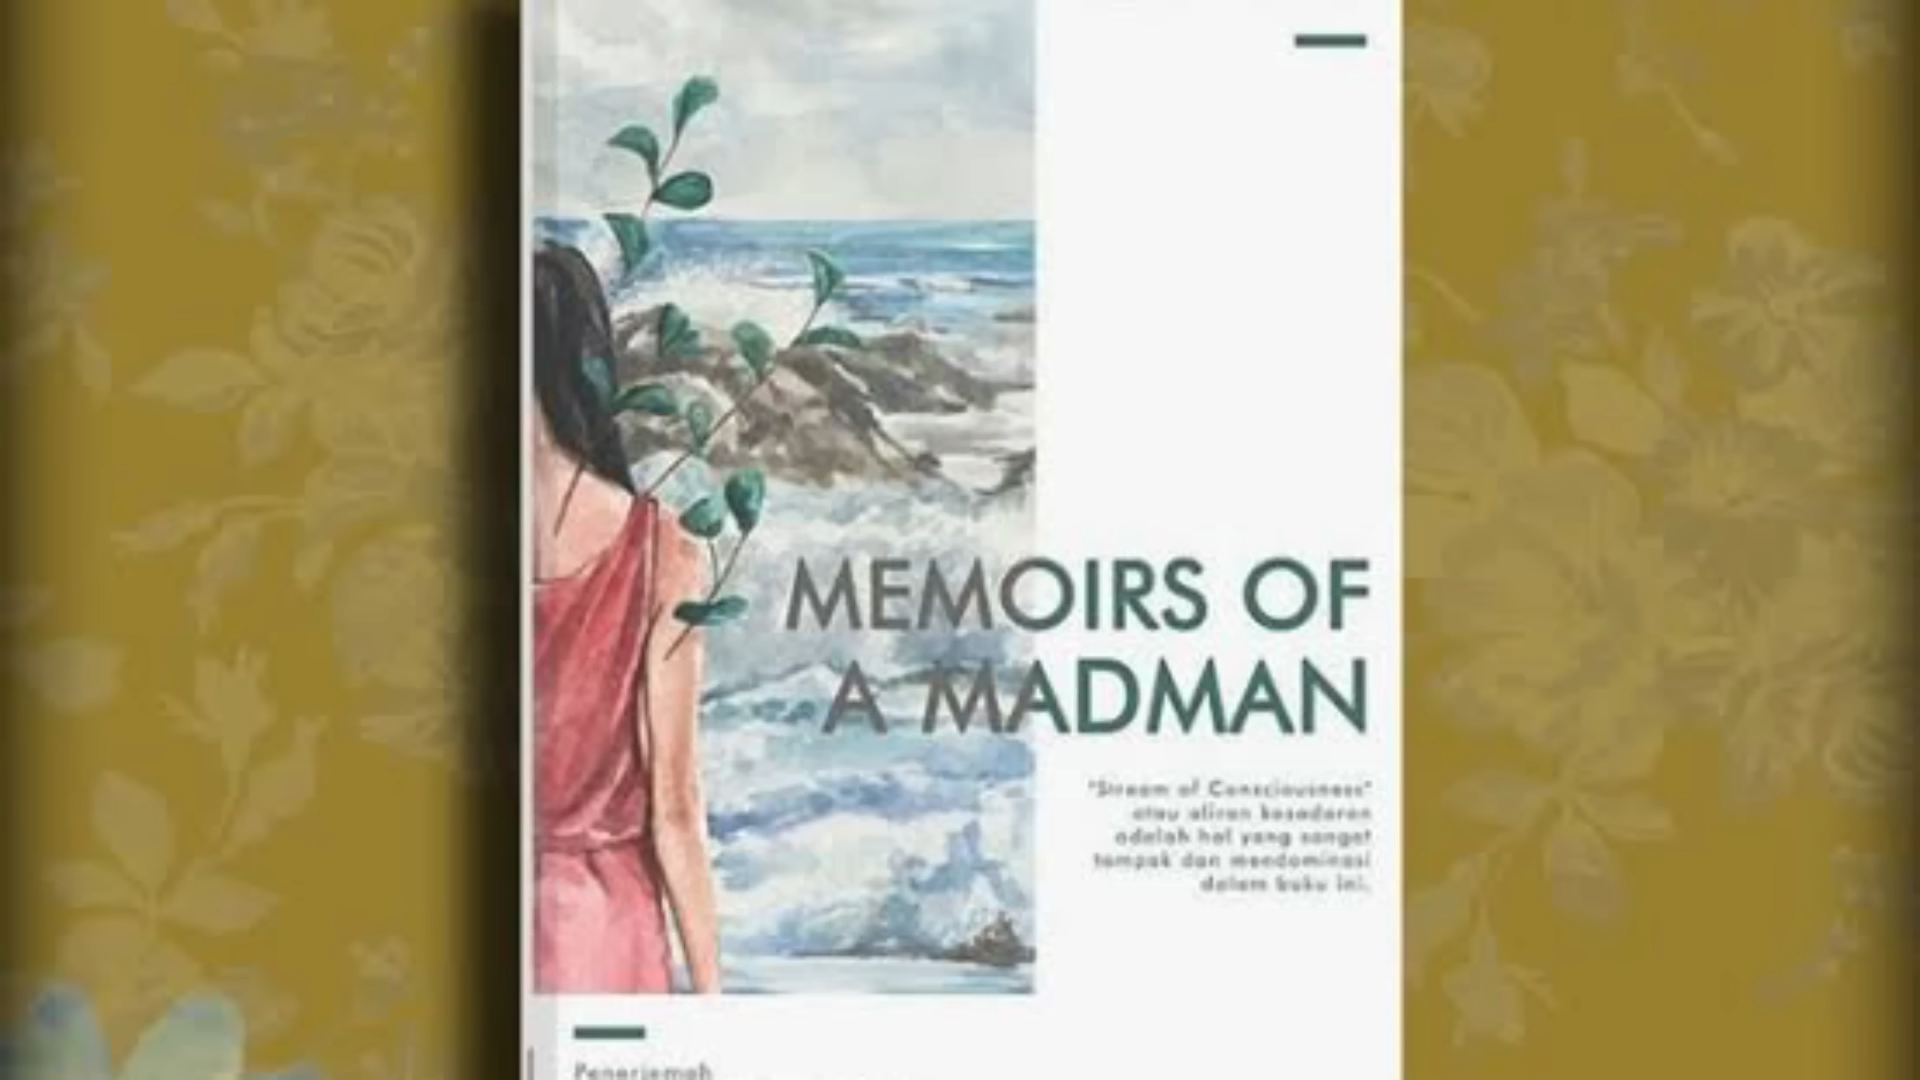 MEMOIRS OF
A MADMAN
"Stream of Consciousness"
atau aliran kesadaran
adalah hal yang sangat
tampak dan mendominasi
dalam buku ini.
Penerjemah